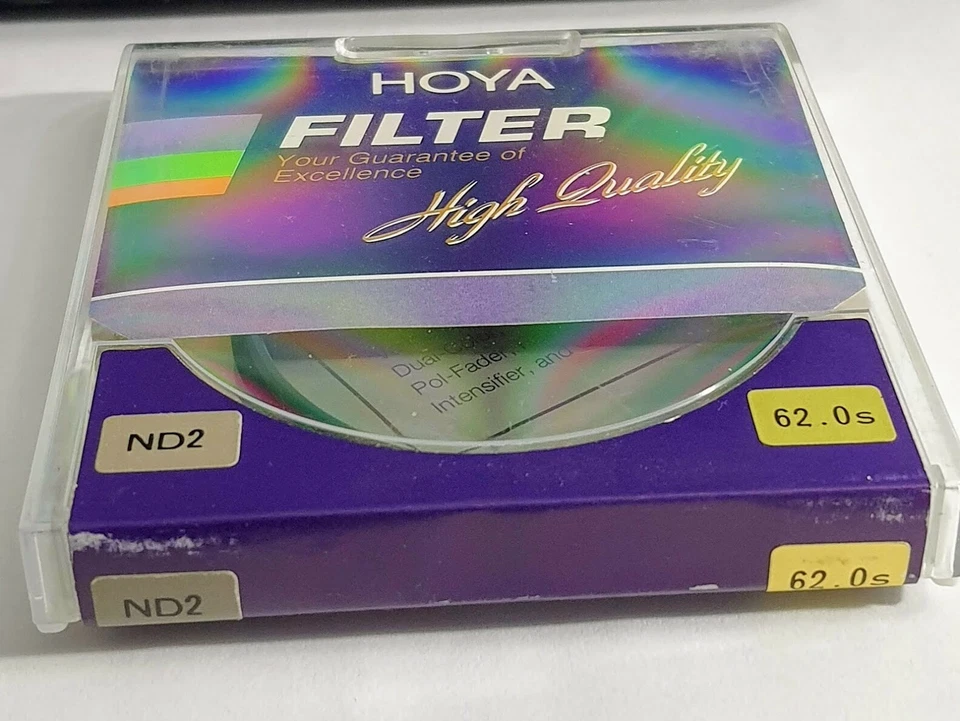 HOYA
FILTER
Your Guarantee of
Excellence
High Quality
Pol-Fader,
Intensifier, and
ND2
62.0s
ND2
62.0s